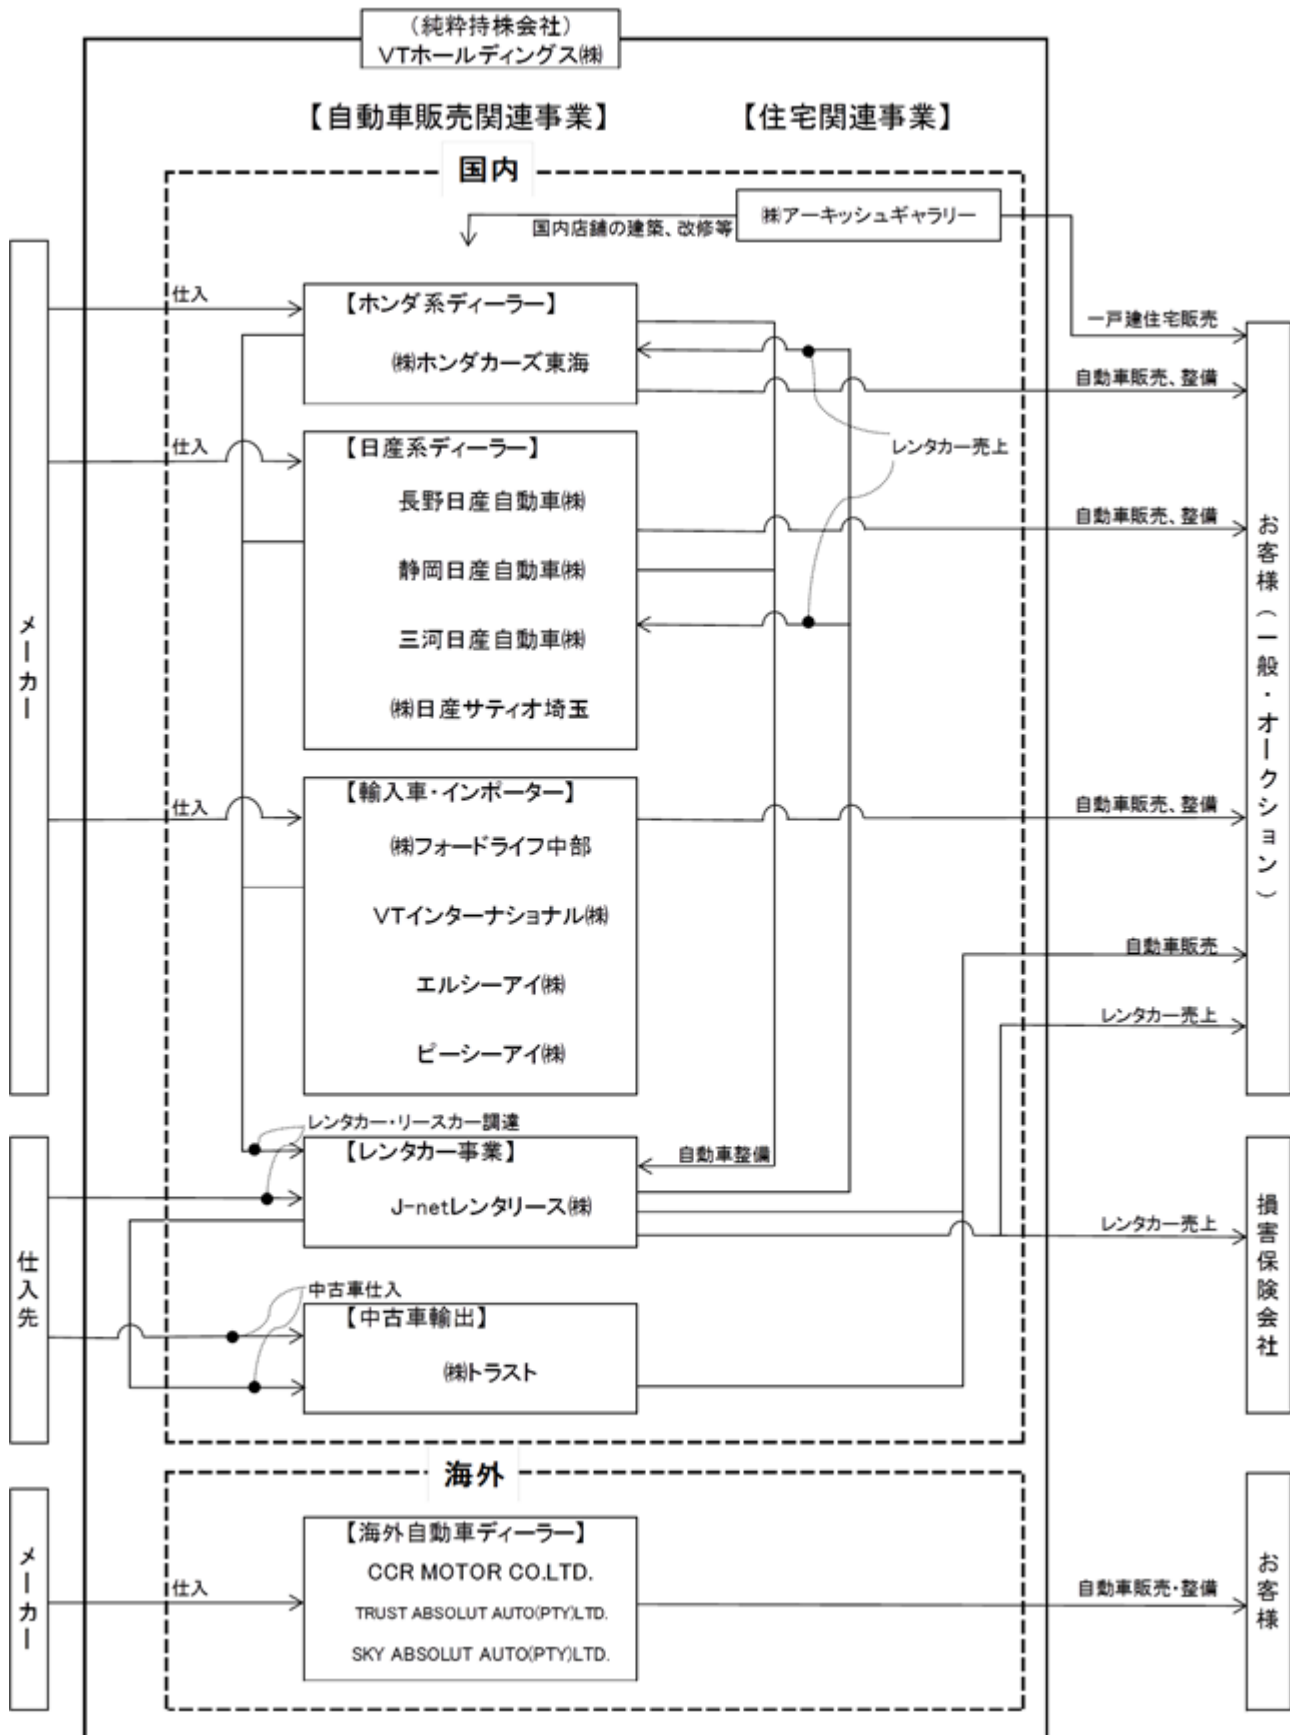 （純粋持株会社）
VTホールディングス㈱
【自動車販売関連事業】
【住宅関連事業】
国内
㈱アーキッシュギャラリー
国内店舗の建築、改修等
一戸建住宅販売
メーカー
仕入
【ホンダ系ディーラー】
㈱ホンダカーズ東海
自動車販売、整備
レンタカー売上
仕入
【日産系ディーラー】
長野日産自動車㈱
静岡日産自動車㈱
三河日産自動車㈱
㈱日産サティオ埼玉
自動車販売、整備
お客様（一般・オークション）
仕入
【輸入車・インポーター】
㈱フォードライフ中部
VTインターナショナル㈱
エルシーアイ㈱
ピーシーアイ㈱
自動車販売、整備
自動車販売
レンタカー売上
仕入先
レンタカー・リースカー調達
【レンタカー事業】
J-netレンタリース㈱
自動車整備
レンタカー売上
損害保険会社
中古車仕入
【中古車輸出】
㈱トラスト
海外
メーカー
仕入
【海外自動車ディーラー】
CCR MOTOR CO.LTD.
TRUST ABSOLUT AUTO(PTY)LTD.
SKY ABSOLUT AUTO(PTY)LTD.
自動車販売・整備
お客様